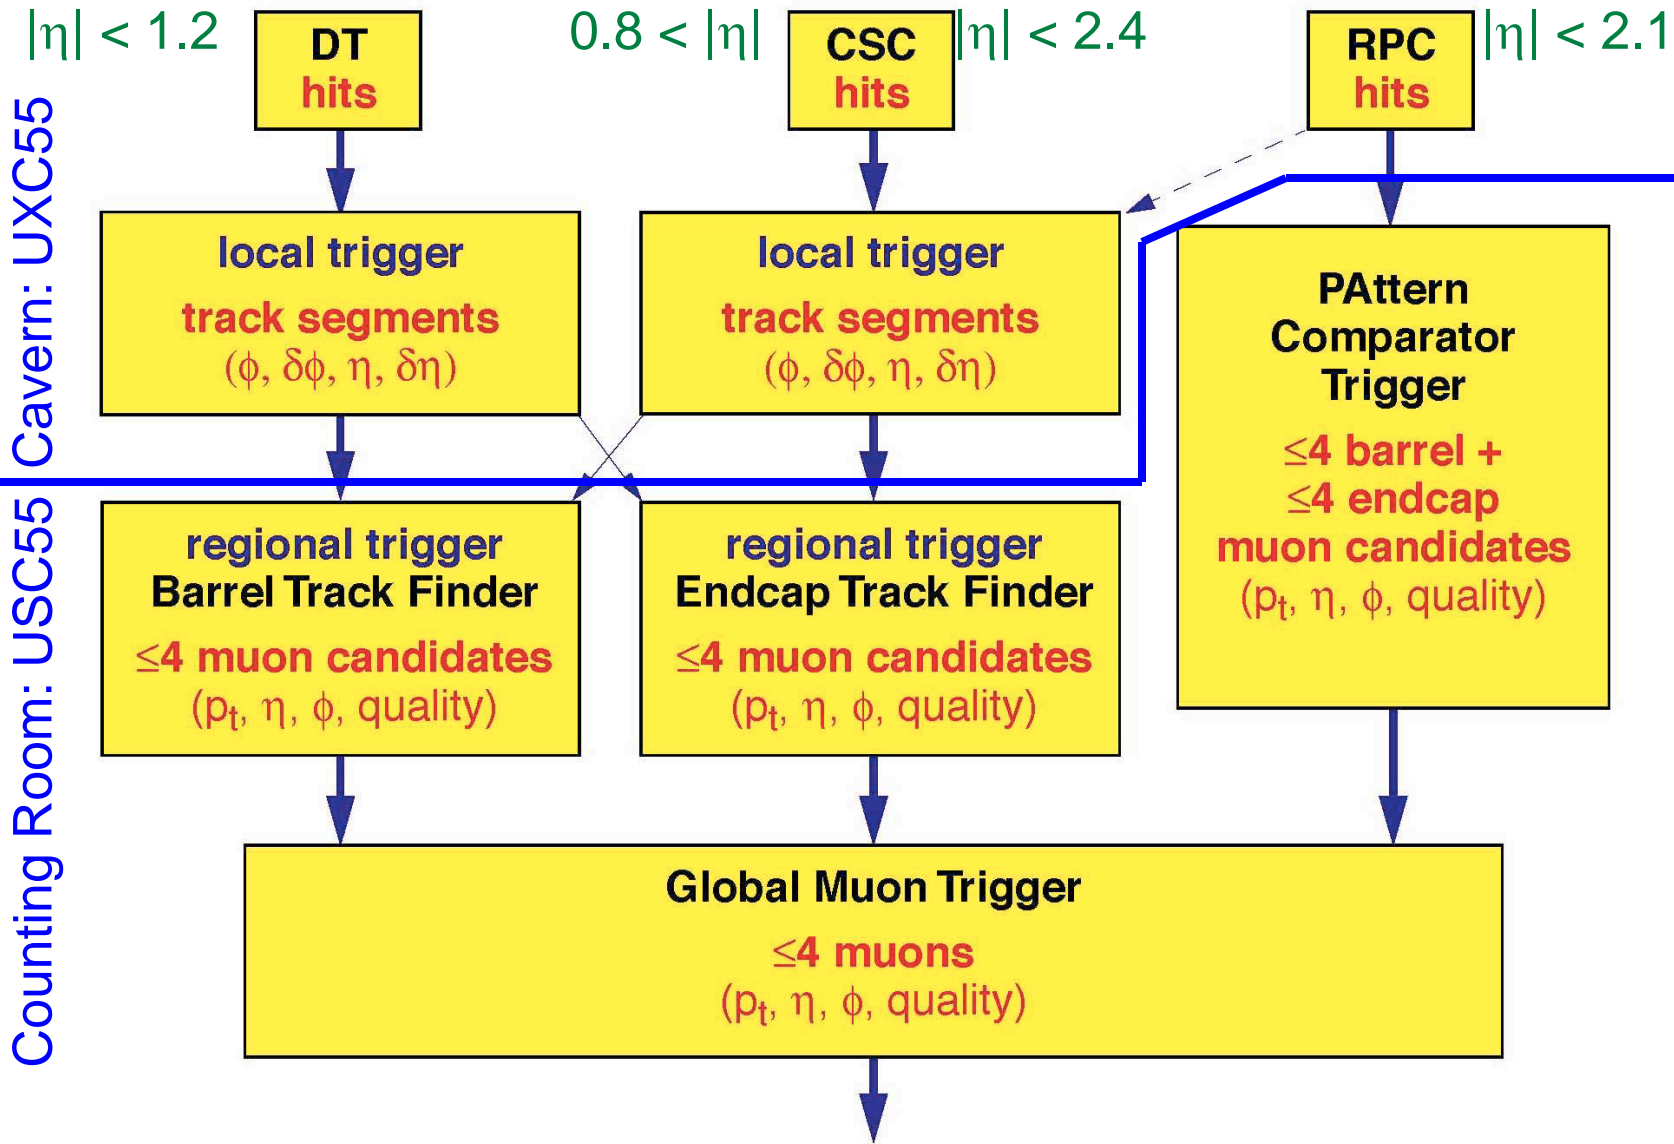 |η| < 1.2
DT
hits
0.8 < |η|
CSC
hits
|η| < 2.4
RPC
hits
|η| < 2.1
Cavern: UXC55
local trigger
track segments
(ϕ, δϕ, η, δη)
local trigger
track segments
(ϕ, δϕ, η, δη)
PAttern
Comparator
Trigger
≤4 barrel +
≤4 endcap
muon candidates
(pt, η, ϕ, quality)
Counting Room: USC55
regional trigger
Barrel Track Finder
≤4 muon candidates
(pt, η, ϕ, quality)
regional trigger
Endcap Track Finder
≤4 muon candidates
(pt, η, ϕ, quality)
Global Muon Trigger
≤4 muons
(pt, η, ϕ, quality)